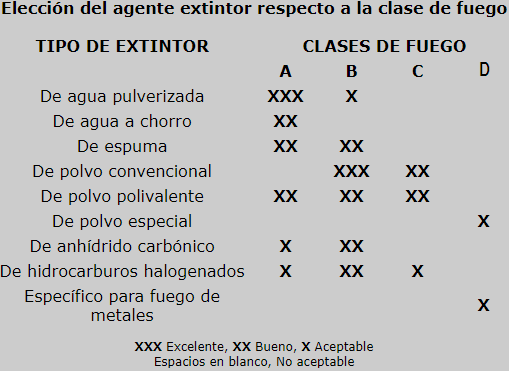 Elección del agente extintor respecto a la clase de fuego
TIPO DE EXTINTOR CLASES DE FUEGO
A B C D
De agua pulverizada XXX X
De agua a chorro XX
De espuma XX XX
De polvo convencional XXX XX
De polvo polivalente XX XX XX
De polvo especial X
De anhídrido carbónico X XX
De hidrocarburos halogenados X XX X
Específico para fuego de
metales X
XXX Excelente, XX Bueno, X Aceptable
Espacios en blanco, No aceptable